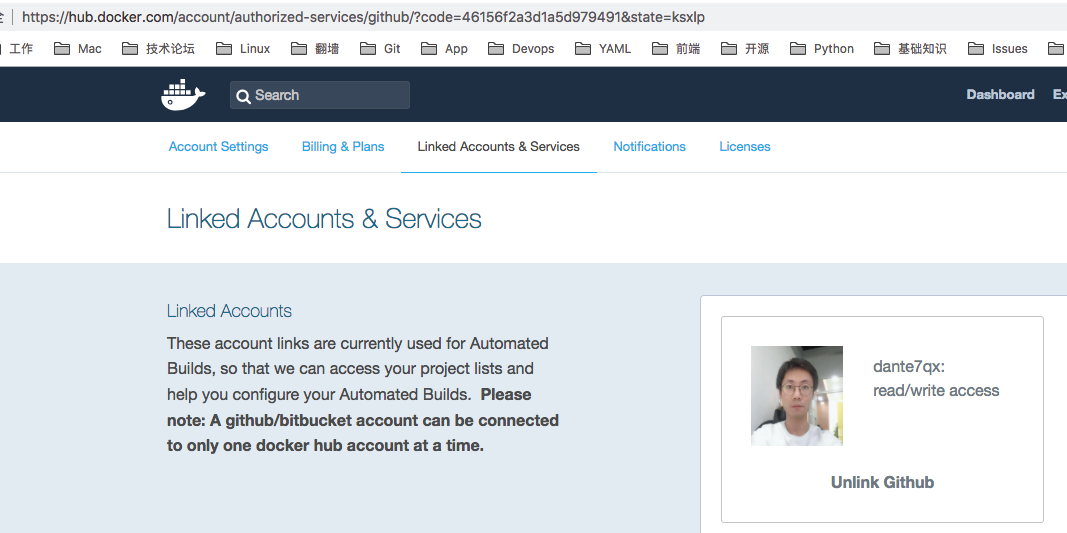 https://hub.docker.com/account/authorized-services/github/?code=46156f2a3d1a5d979491&state=ksxlp
工作 Mac 技术论坛 Linux 翻墙 Git App Devops YAML 前端 开源 Python 基础知识 Issues
Search Dashboard Ex
Account Settings Billing & Plans Linked Accounts & Services Notifications Licenses
Linked Accounts & Services
Linked Accounts
These account links are currently used for Automated
Builds, so that we can access your project lists and
help you configure your Automated Builds. Please
note: A github/bitbucket account can be connected
to only one docker hub account at a time.
dante7qx:
read/write access
Unlink Github